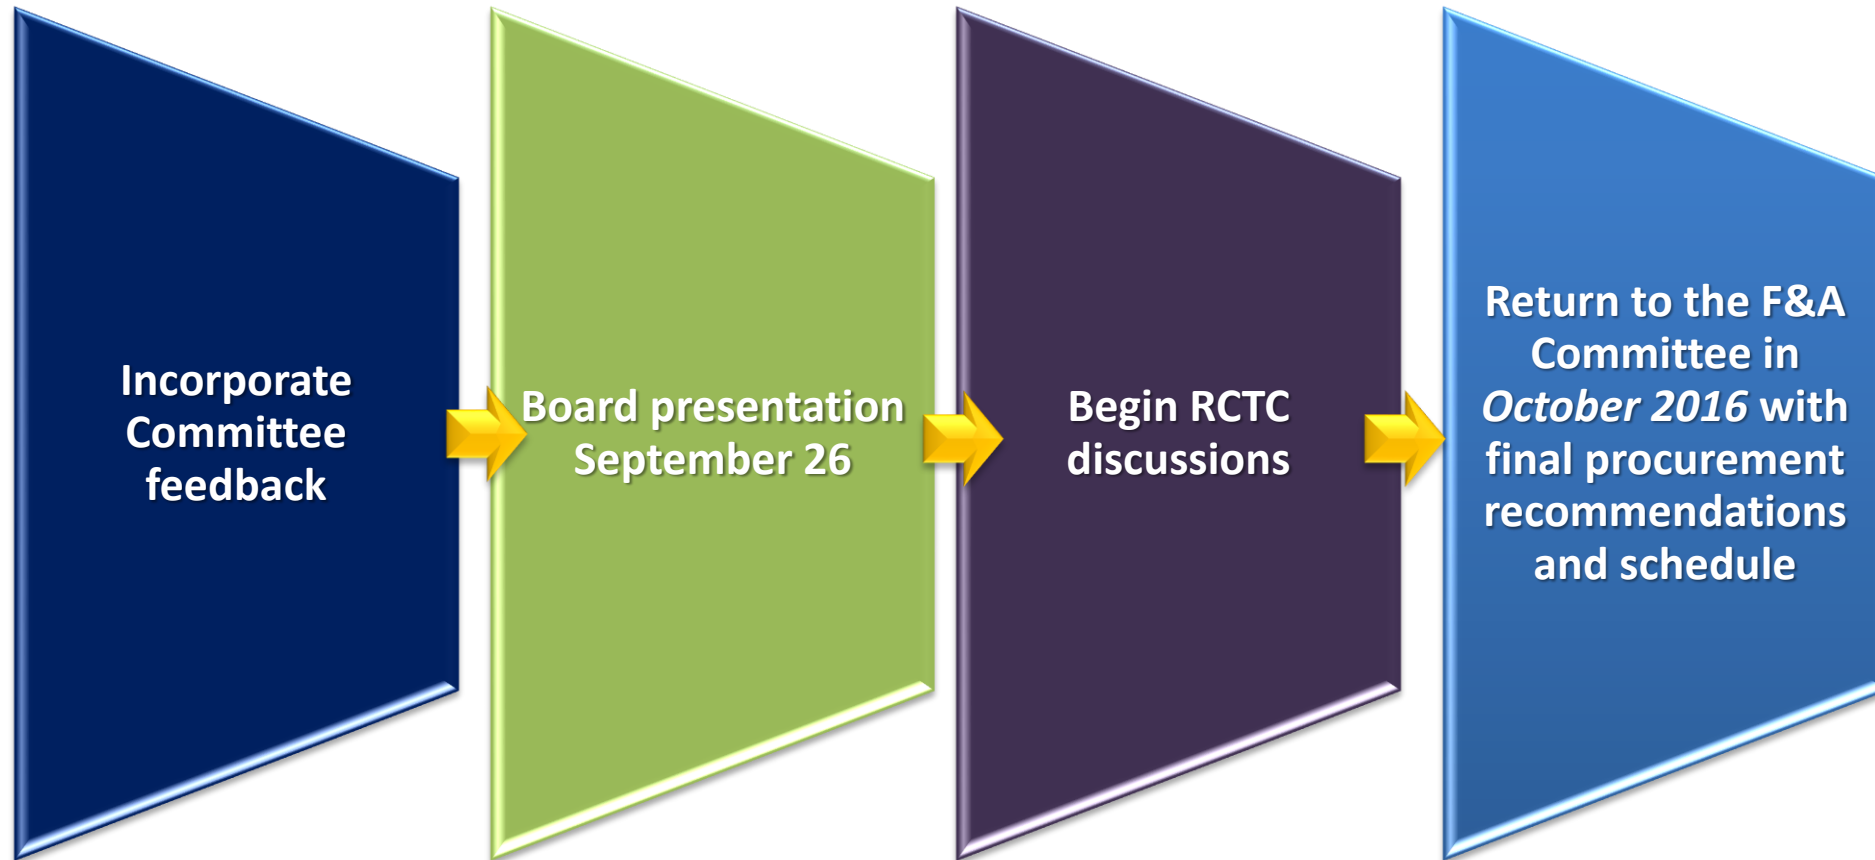 Incorporate
Committee
feedback
Board presentation
September 26
Begin RCTC
discussions
Return to the F&A
Committee in
October 2016 with
final procurement
recommendations
and schedule